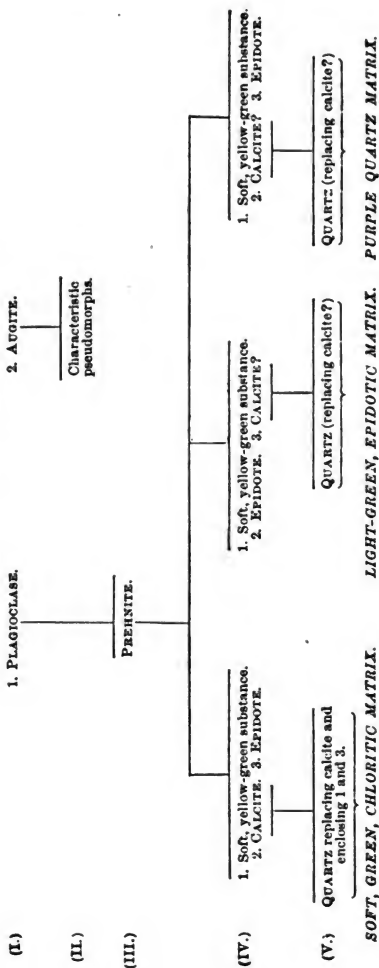 (I.)
1. PLAGIOCLASE.
2. AUGITE.
(II.)
Characteristic
pseudomorphs.
(III.)
PREHNITE.
(IV.)
1. Soft, yellow-green substance.
2. CALCITE. 3. EPIDOTE.
1. Soft, yellow-green substance.
2. EPIDOTE. 3. CALCITE?
1. Soft, yellow-green substance.
2. CALCITE? 3. EPIDOTE.
(V.)
QUARTZ replacing calcite and
enclosing 1 and 3.
QUARTZ (replacing calcite?)
QUARTZ (replacing calcite?)
SOFT, GREEN, CHLORITIC MATRIX.
LIGHT-GREEN, EPIDOTIC MATRIX.
PURPLE QUARTZ MATRIX.